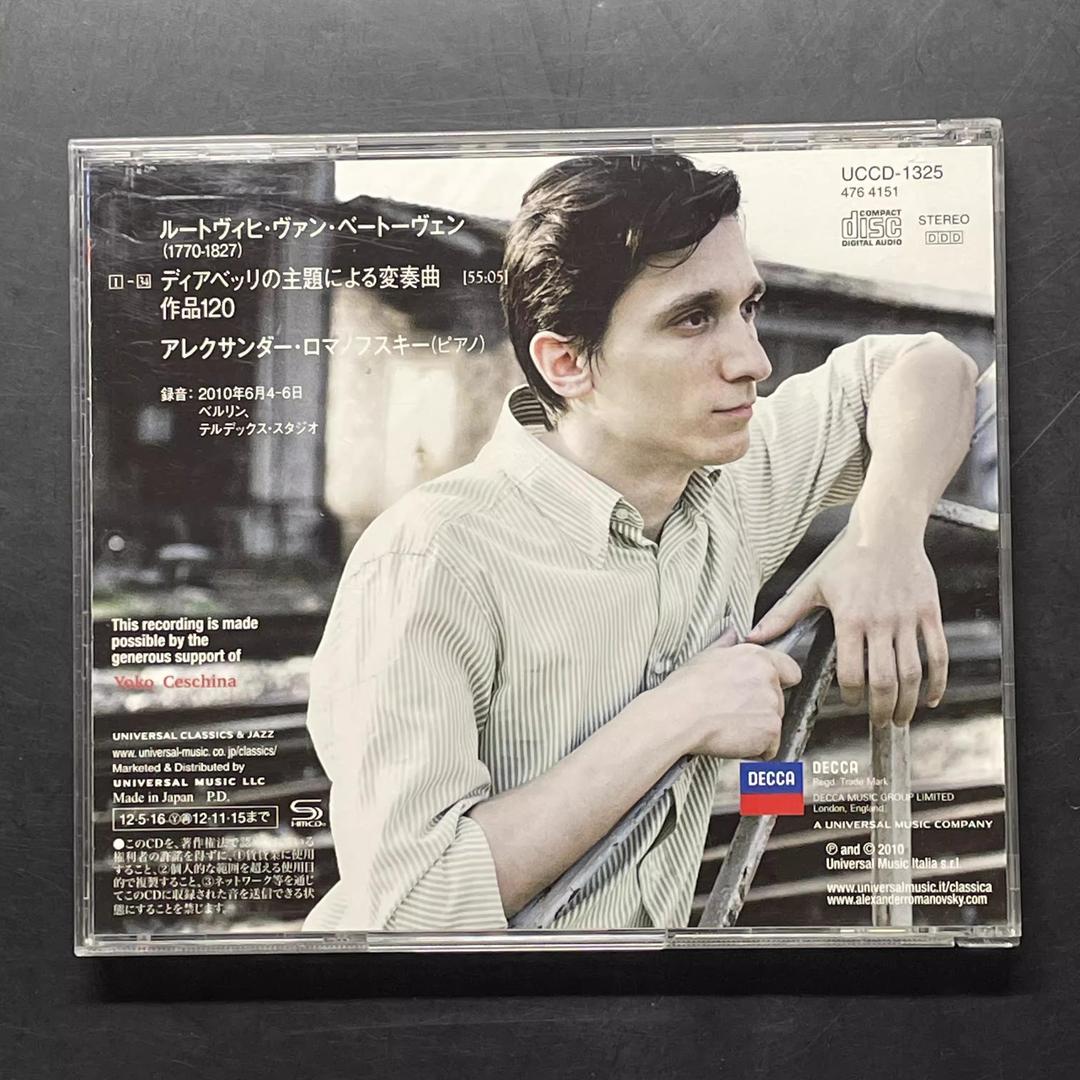 UCCD-1325
476 4151
COMPACT
disc
DIGITAL AUDIO
STEREO
DDD
ルートヴィヒ・ヴァン・ベートーヴェン
(1770-1827)
1 - 34 ディアベッリの主題による変奏曲 [55:05]
作品120
アレクサンダー・ロマノフスキー(ピアノ)
録音: 2010年6月4-6日
ベルリン、
テルデックス・スタジオ
This recording is made
possible by the
generous support of
Yoko Ceschina
UNIVERSAL CLASSICS & JAZZ
www. universal-music. co. jp/classics/
Marketed & Distributed by
UNIVERSAL MUSIC LLC
Made in Japan P.D.
12·5·16 Ⓨ 12·11·15まで
SHM-CD
●このCDを、著作権法で
権利者の許諾を得ずに、①賃貸業に使用
すること、②個人的な範囲を超える使用目
的で複製すること、③ネットワーク等を通じ
てこのCDに収録された音を送信できる状
態にすることを禁じます。
DECCA
DECCA
Regd. Trade Mark
DECCA MUSIC GROUP LIMITED
London, England
A UNIVERSAL MUSIC COMPANY
℗ and © 2010
Universal Music Italia s.r.l.
www.universalmusic.it/classica
www.alexanderromanovsky.com